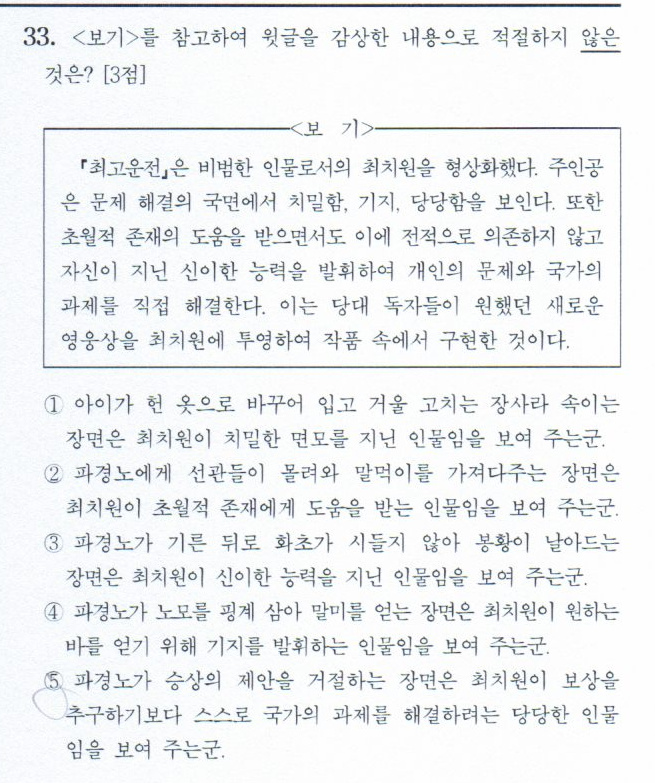 33. <보기>를 참고하여 윗글을 감상한 내용으로 적절하지 않은
것은? [3점]
<보 기>
『최고운전』은 비범한 인물로서의 최치원을 형상화했다. 주인공
은 문제 해결의 국면에서 치밀함, 기지, 당당함을 보인다. 또한
초월적 존재의 도움을 받으면서도 이에 전적으로 의존하지 않고
자신이 지닌 신이한 능력을 발휘하여 개인의 문제와 국가의
과제를 직접 해결한다. 이는 당대 독자들이 원했던 새로운
영웅상을 최치원에 투영하여 작품 속에서 구현한 것이다.
① 아이가 헌 옷으로 바꾸어 입고 거울 고치는 장사라 속이는
장면은 최치원이 치밀한 면모를 지닌 인물임을 보여 주는군.
② 파경노에게 선관들이 몰려와 말먹이를 가져다주는 장면은
최치원이 초월적 존재에게 도움을 받는 인물임을 보여 주는군.
③ 파경노가 기른 뒤로 화초가 시들지 않아 봉황이 날아드는
장면은 최치원이 신이한 능력을 지닌 인물임을 보여 주는군.
④ 파경노가 노모를 핑계 삼아 말미를 얻는 장면은 최치원이 원하는
바를 얻기 위해 기지를 발휘하는 인물임을 보여 주는군.
⑤ 파경노가 승상의 제안을 거절하는 장면은 최치원이 보상을
추구하기보다 스스로 국가의 과제를 해결하려는 당당한 인물
임을 보여 주는군.